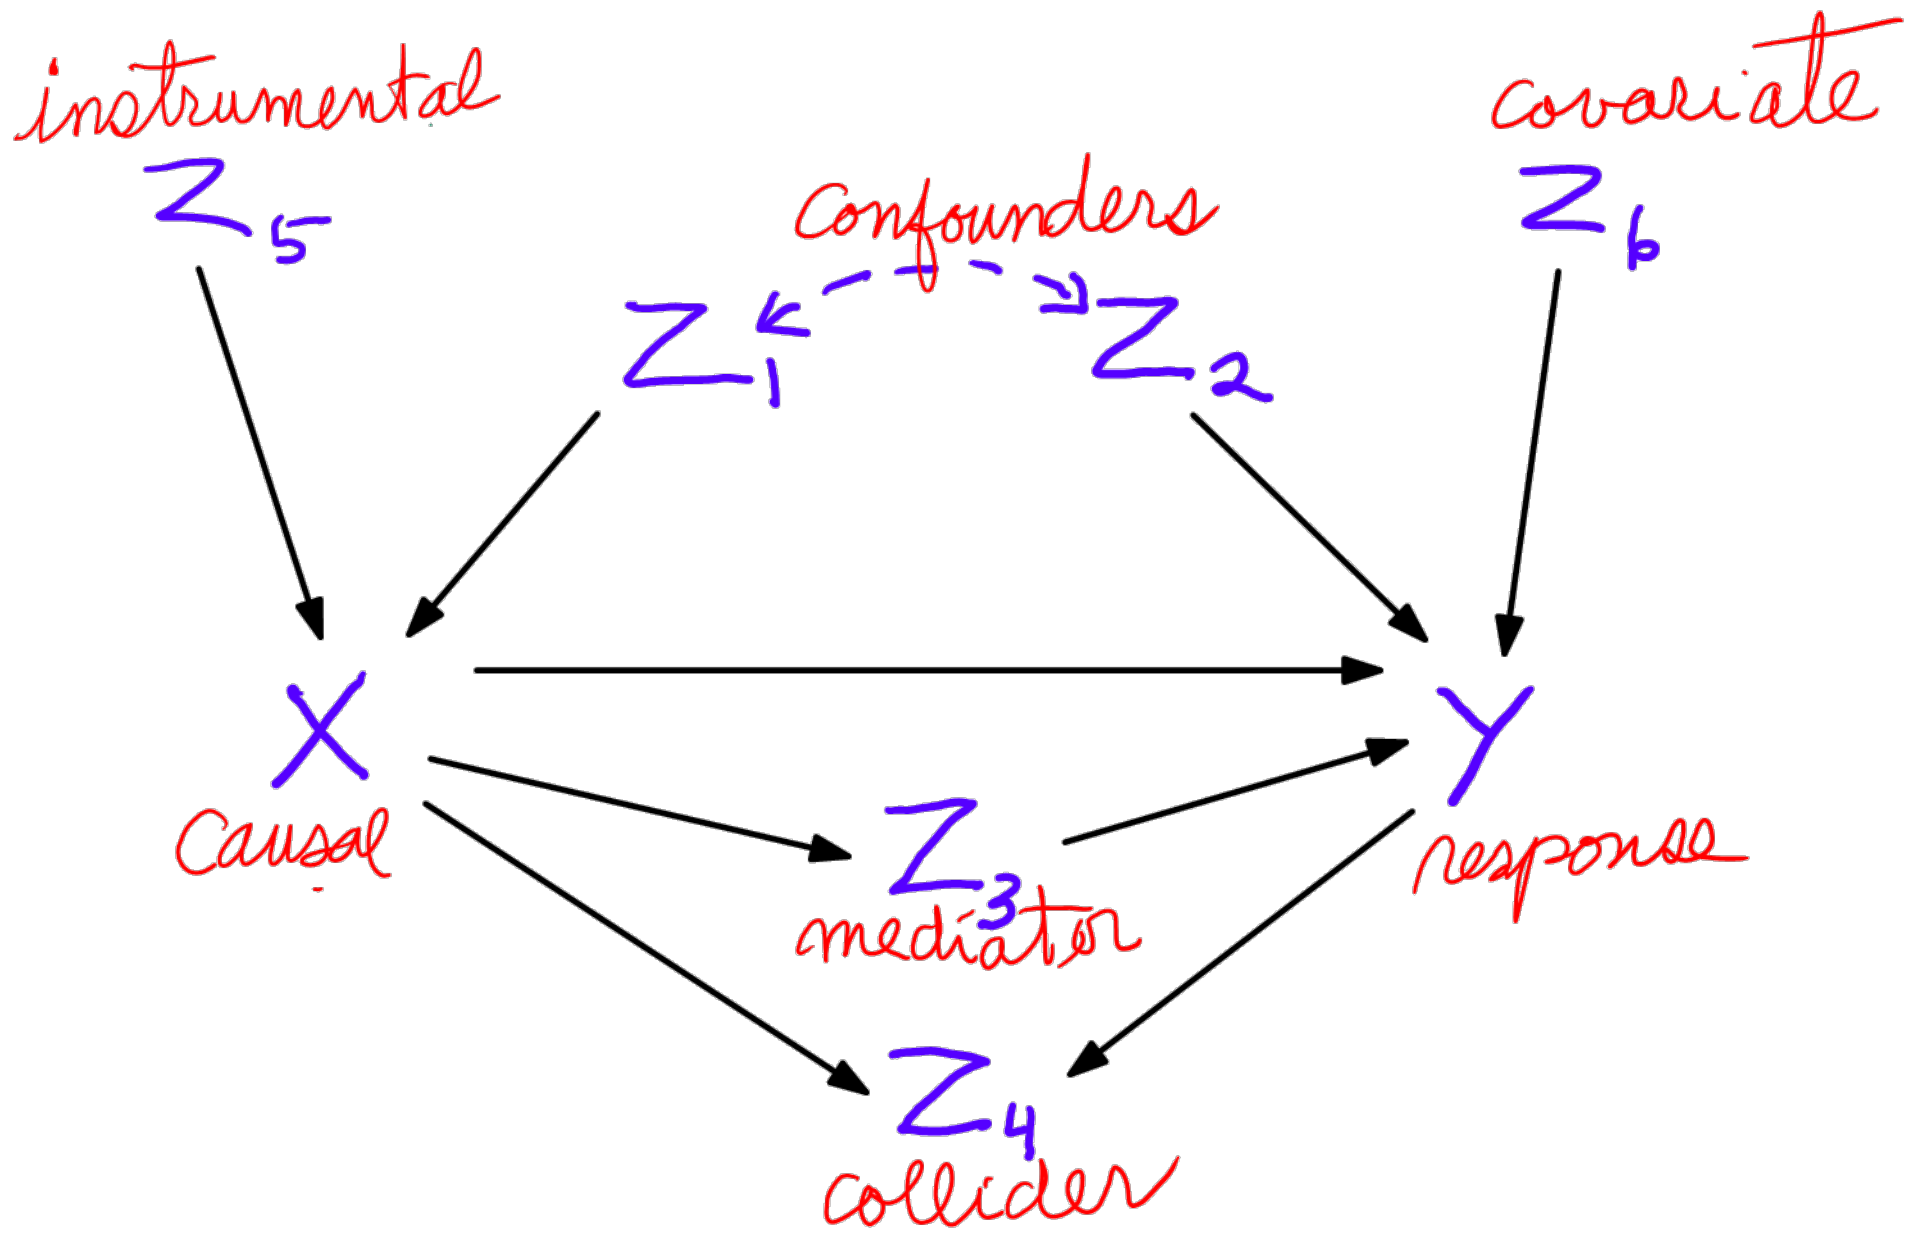 instrumental
Z5
covariate
Z6
Confounders
Z1
Z2
X
Causal
Y
response
Z3
mediator
Z4
collider